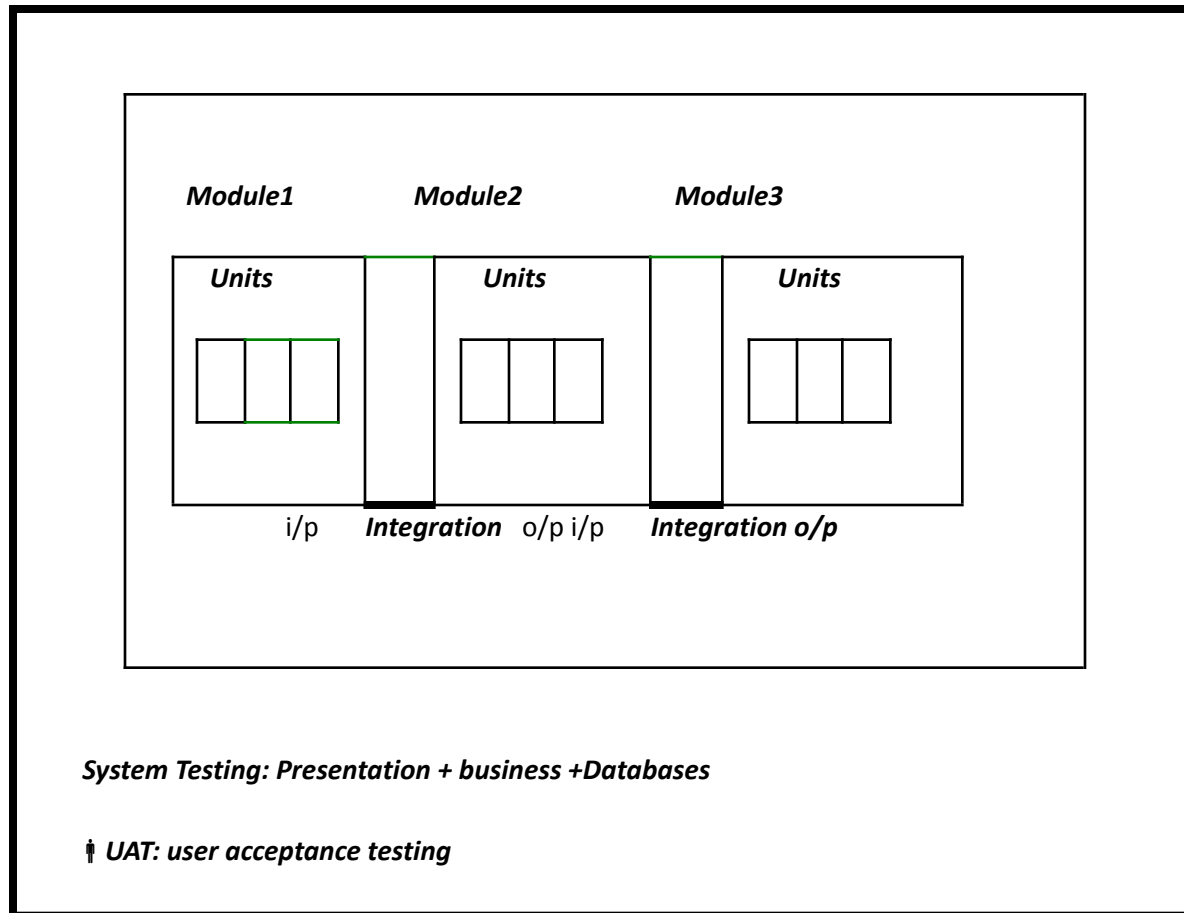 Module1 Module2 Module3
Units Units Units
i/p Integration o/p i/p Integration o/p
System Testing: Presentation + business +Databases
UAT: user acceptance testing